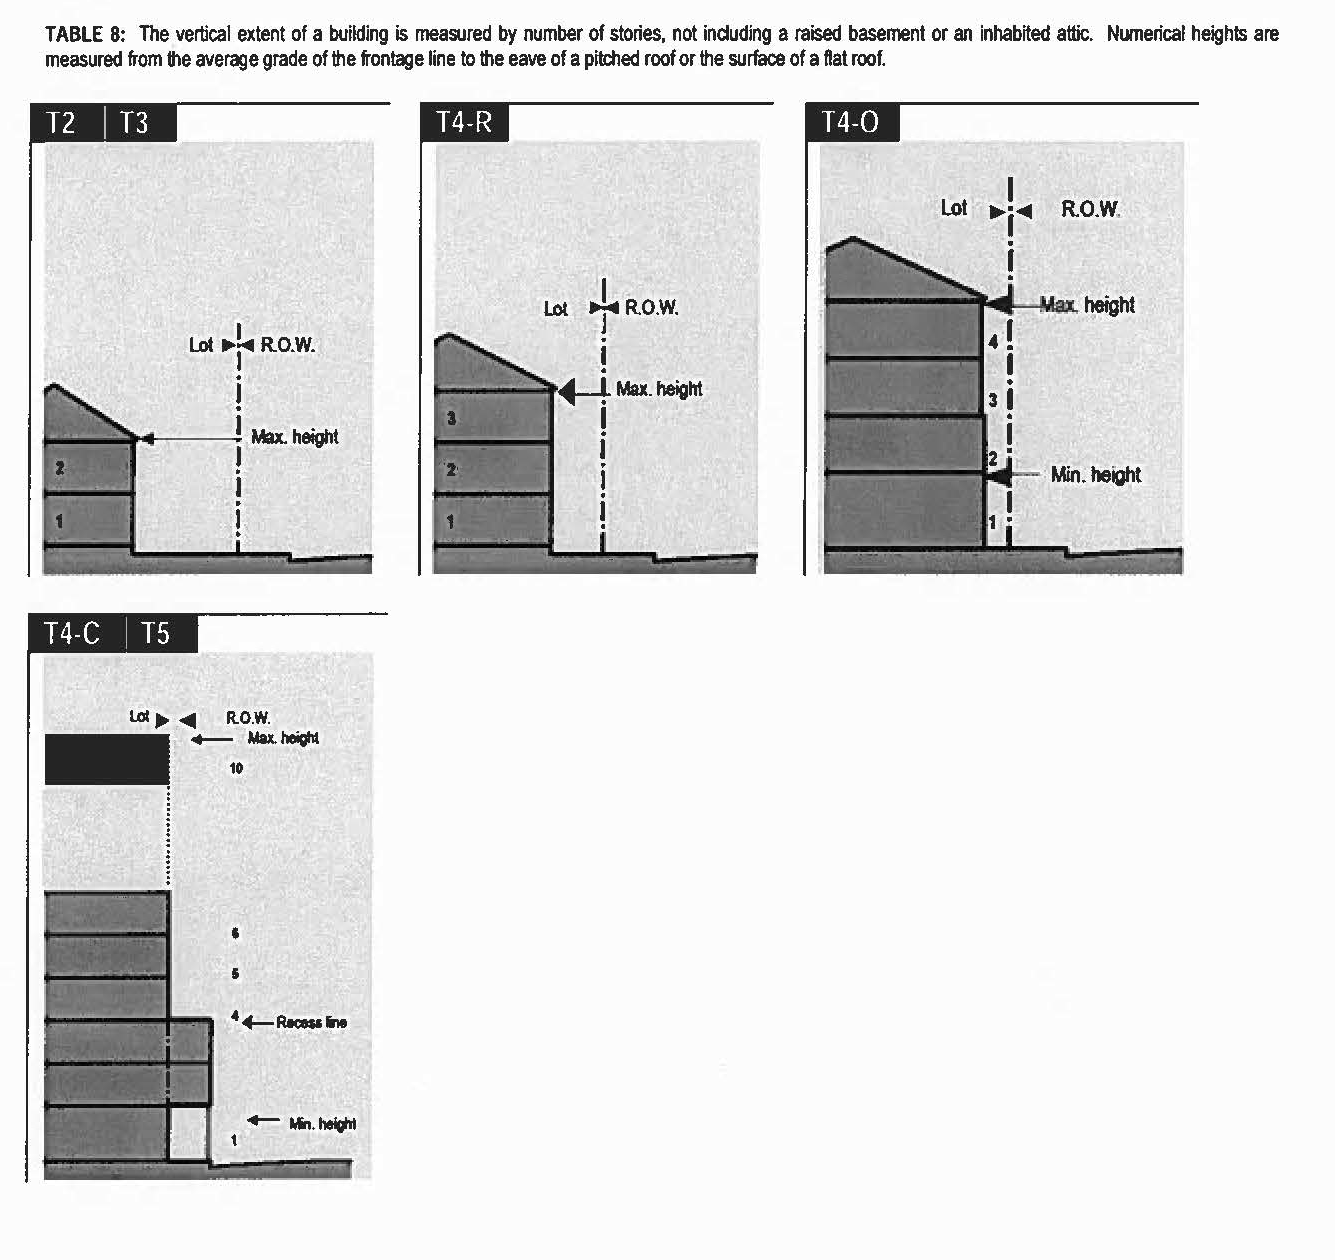 TABLE 8: The vertical extent of a building is measured by number of stories, not including a raised basement or an inhabited attic. Numerical heights are
measured from the average grade of the frontage line to the eave of a pitched roof or the surface of a flat roof.
T2 | T3
Lot R.O.W.
Max. height
2
1
T4-R
Lot R.O.W.
Max. height
3
2
1
T4-O
Lot R.O.W.
Max. height
4
3
2
Min. height
1
T4-C | T5
Lot R.O.W.
Max. height
10
6
5
4 Recess line
Min. height
1